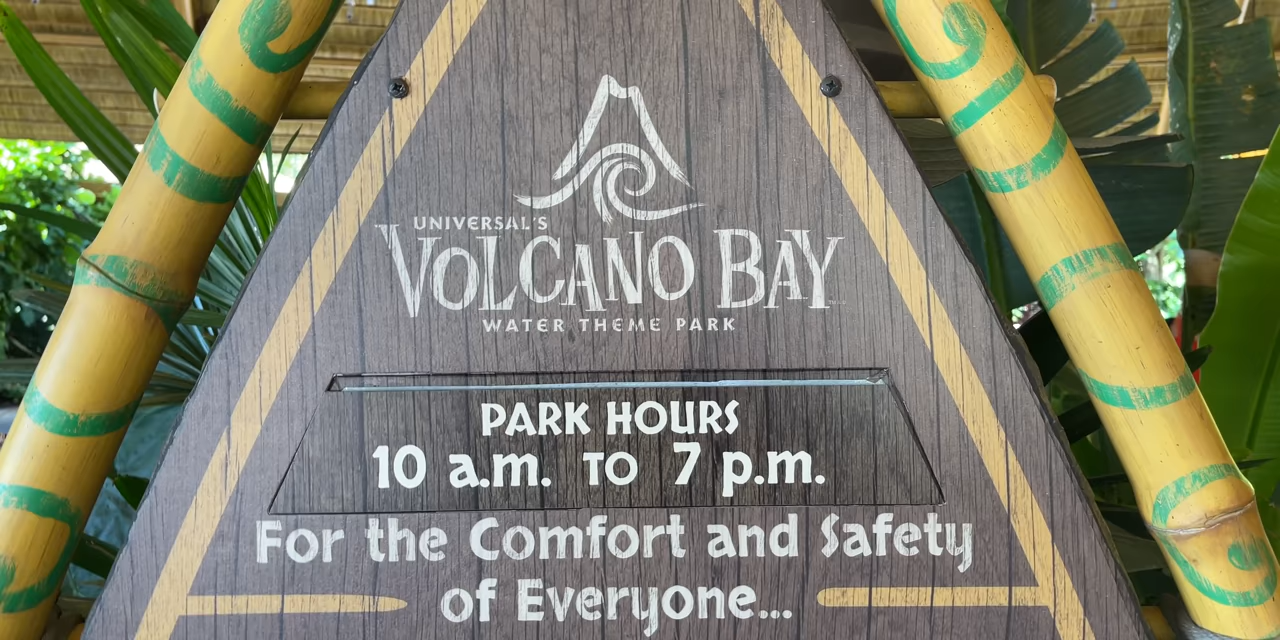 UNIVERSAL'S
VOLCANO BAY
WATER THEME PARK
PARK HOURS
10 a.m. TO 7 p.m.
For the Comfort and Safety
of Everyone...